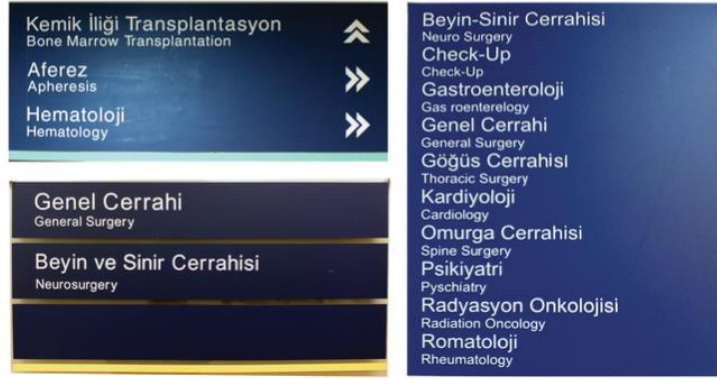 Kemik İliği Transplantasyon
Bone Marrow Transplantation
Aferez
Apheresis
Hematoloji
Hematology
Genel Cerrahi
General Surgery
Beyin ve Sinir Cerrahisi
Neurosurgery
Beyin-Sinir Cerrahisi
Neuro Surgery
Check-Up
Check-Up
Gastroenteroloji
Gas roenterelogy
Genel Cerrahi
General Surgery
Göğüs Cerrahisı
Thoracic Surgery
Kardiyoloji
Cardiology
Omurga Cerrahisi
Spine Surgery
Psikiyatri
Pyschiatry
Radyasyon Onkolojisi
Radiation Oncology
Romatoloji
Rheumatology